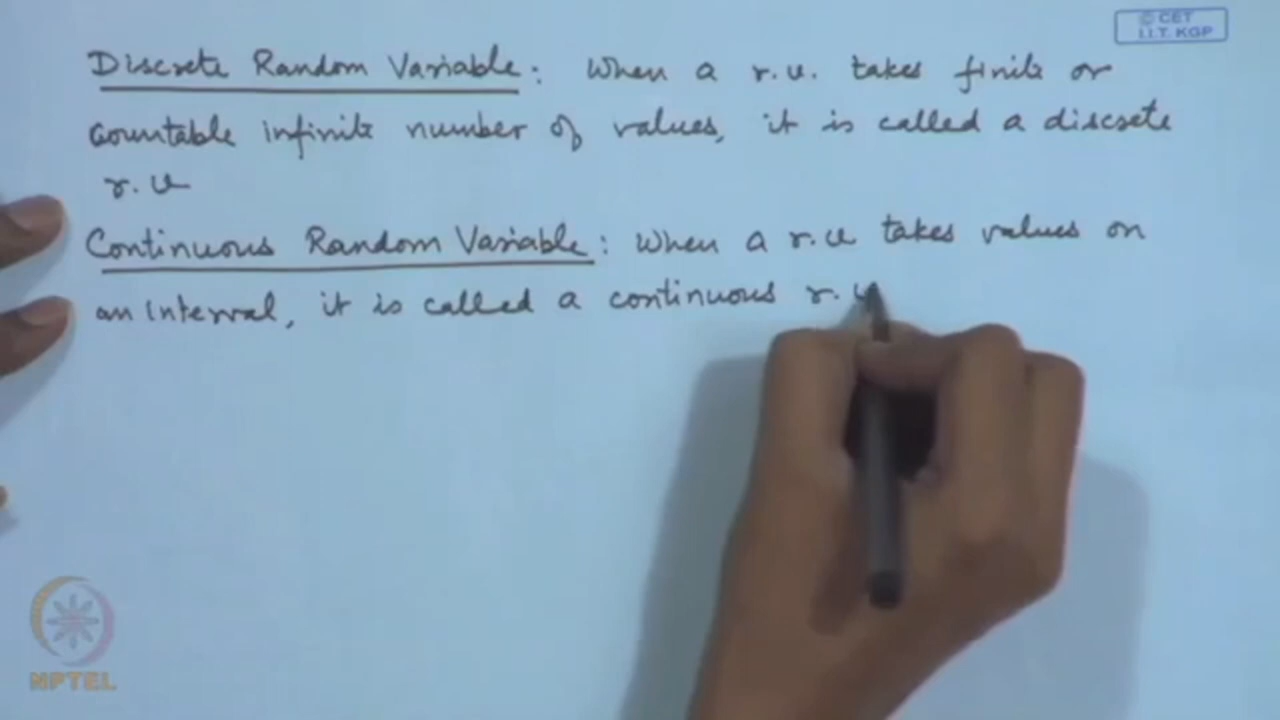 © CET
I.I.T. KGP
Discrete Random Variable: When a r.v. takes finite or
countable infinite number of values, it is called a discrete
r.v
Continuous Random Variable: When a r.v takes values on
an interval, it is called a continuous r.v
NPTEL